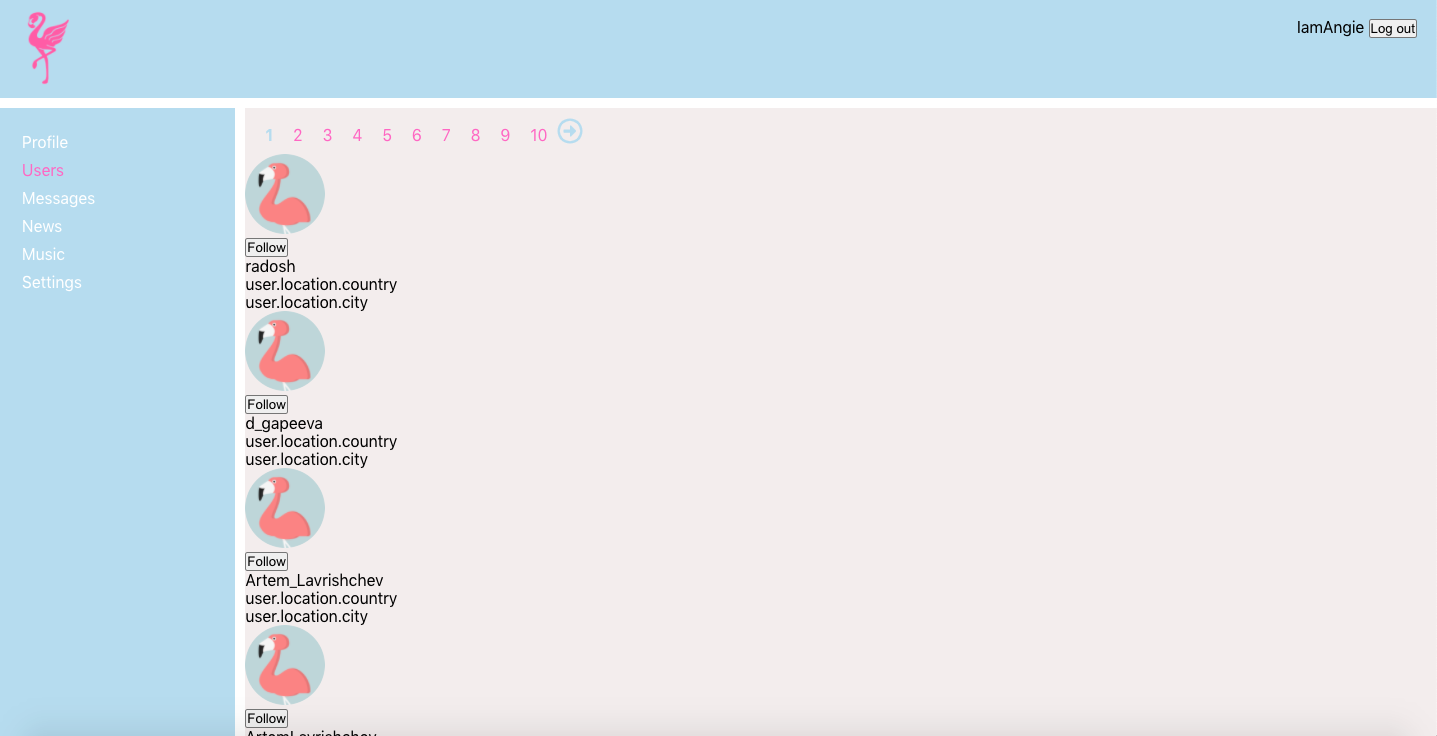 IamAngie Log out
Profile
Users
Messages
News
Music
Settings
1 2 3 4 5 6 7 8 9 10
Follow
radosh
user.location.country
user.location.city
Follow
d_gapeeva
user.location.country
user.location.city
Follow
Artem_Lavrishchev
user.location.country
user.location.city
Follow
ArtemLavrishchev